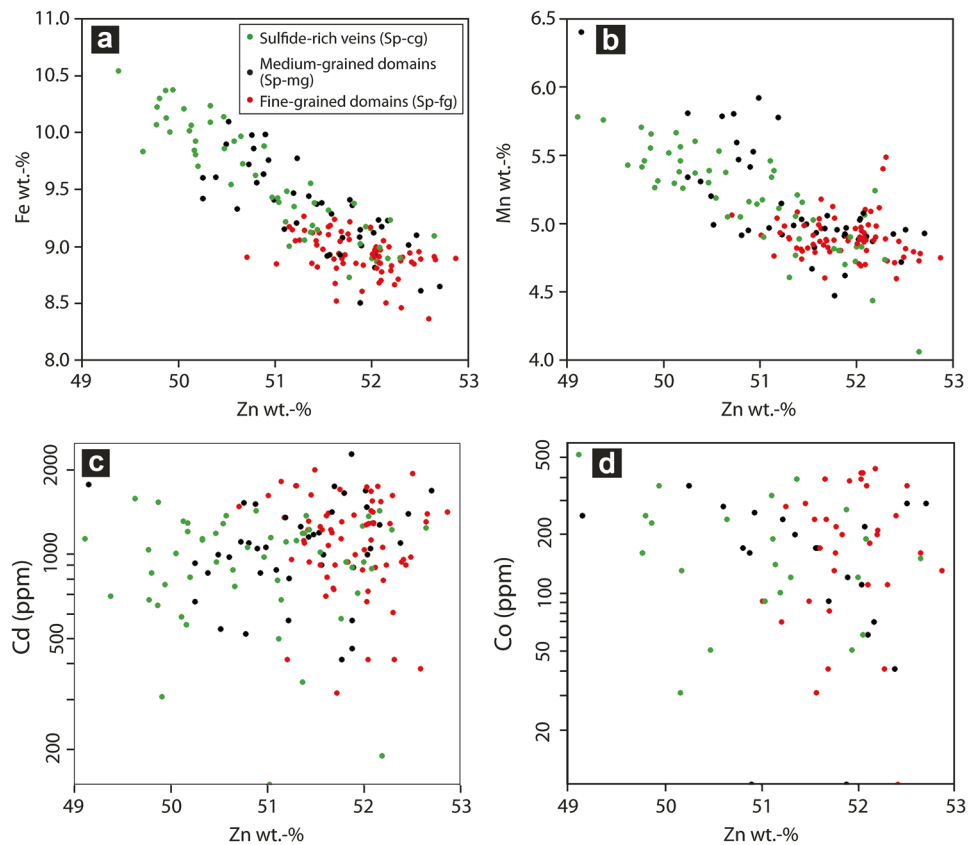 a
Sulfide-rich veins (Sp-cg)
Medium-grained domains
(Sp-mg)
Fine-grained domains (Sp-fg)
Fe wt.-%
11.0
10.5
10.0
9.5
9.0
8.5
8.0
49
50
51
52
53
Zn wt.-%
b
Mn wt.-%
6.5
6.0
5.5
5.0
4.5
4.0
49
50
51
52
53
Zn wt.-%
c
Cd (ppm)
2000
1000
500
200
49
50
51
52
53
Zn wt.-%
d
Co (ppm)
500
200
100
50
20
49
50
51
52
53
Zn wt.-%